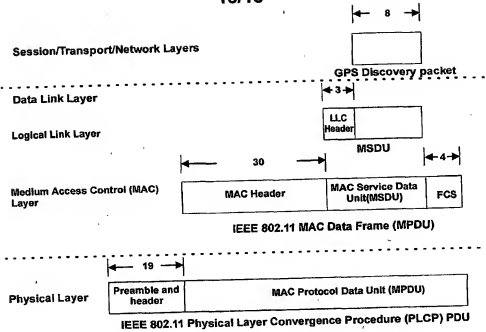 8
Session/Transport/Network Layers
GPS Discovery packet
3
Data Link Layer
Logical Link Layer
LLC
Header
MSDU
30
4
Medium Access Control (MAC)
Layer
MAC Header
MAC Service Data
Unit(MSDU)
FCS
IEEE 802.11 MAC Data Frame (MPDU)
19
Physical Layer
Preamble and
header
MAC Protocol Data Unit (MPDU)
IEEE 802.11 Physical Layer Convergence Procedure (PLCP) PDU